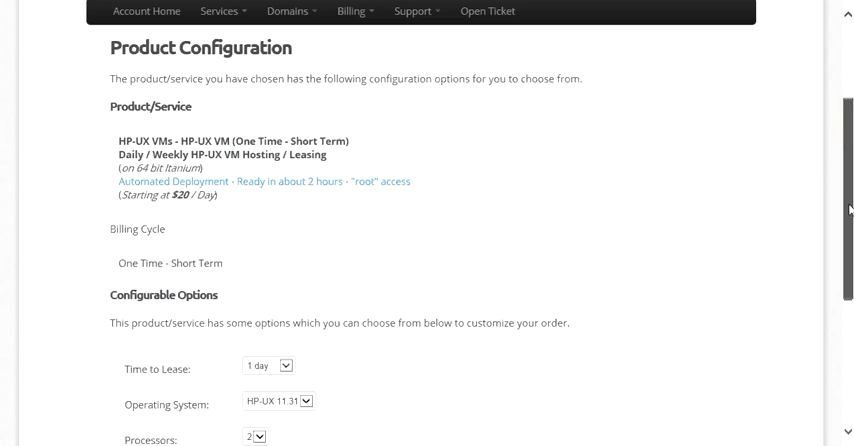 Account Home Services Domains Billing Support Open Ticket
Product Configuration
The product/service you have chosen has the following configuration options for you to choose from.
Product/Service
HP-UX VMs - HP-UX VM (One Time - Short Term)
Daily / Weekly HP-UX VM Hosting / Leasing
(on 64 bit Itanium)
Automated Deployment - Ready in about 2 hours - "root" access
(Starting at $20 / Day)
Billing Cycle
One Time - Short Term
Configurable Options
This product/service has some options which you can choose from below to customize your order.
Time to Lease: 1 day
Operating System: HP-UX 11.31
Processors: 2